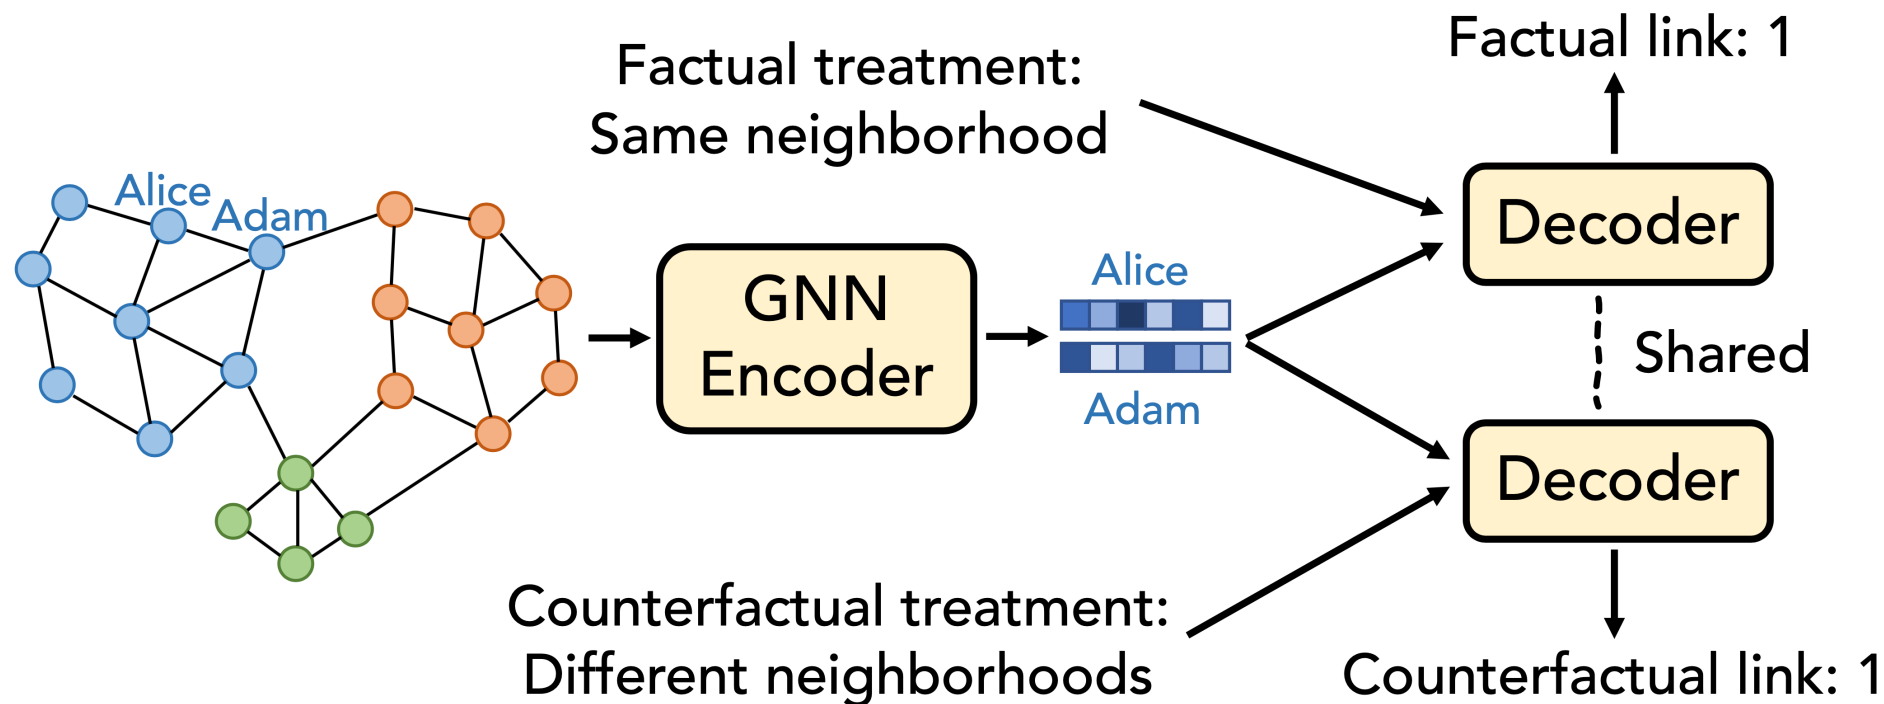 Alice
Adam
Factual treatment:
Same neighborhood
GNN
Encoder
Alice
Adam
Counterfactual treatment:
Different neighborhoods
Factual link: 1
Decoder
Shared
Decoder
Counterfactual link: 1